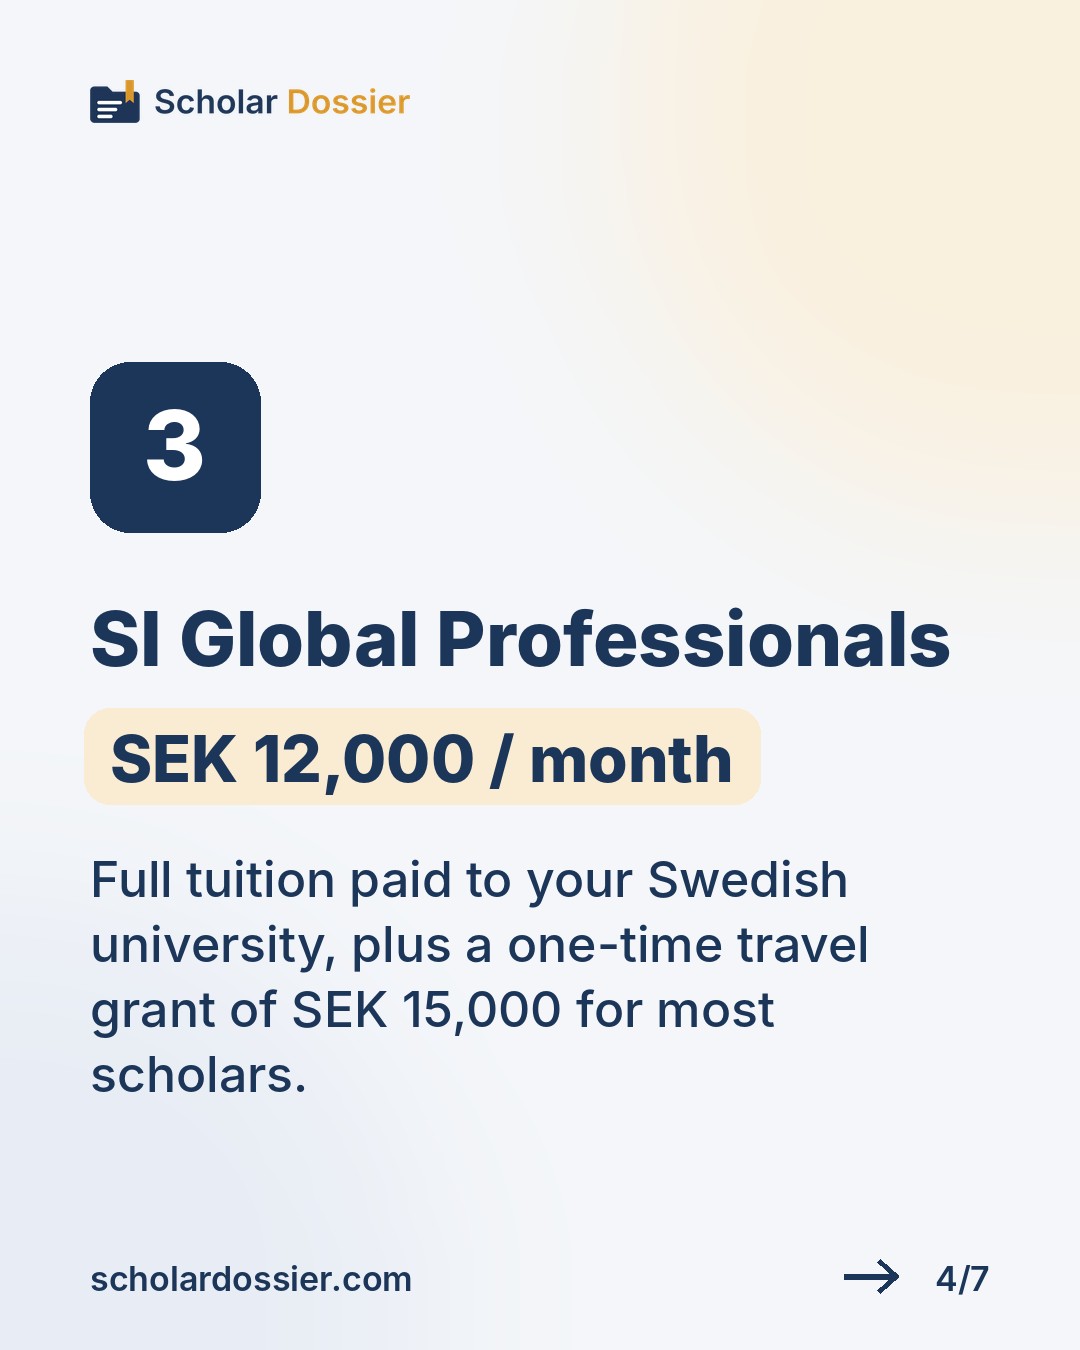 Scholar Dossier
3
SI Global Professionals
SEK 12,000 / month
Full tuition paid to your Swedish
university, plus a one-time travel
grant of SEK 15,000 for most
scholars.
scholardossier.com
4/7